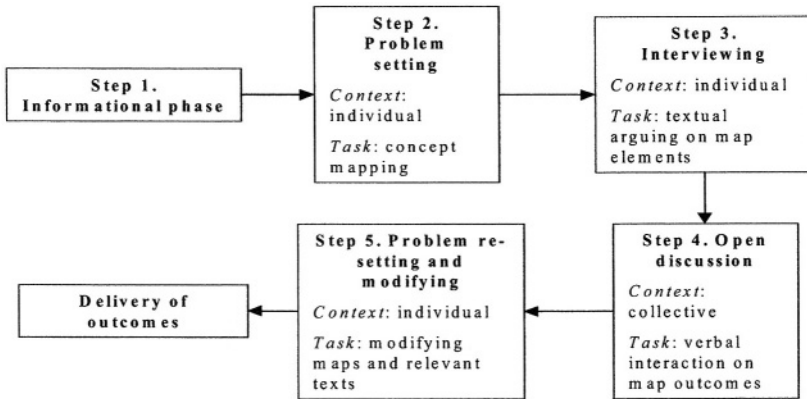 Step 1.
Informational phase
Step 2.
Problem
setting
Context:
individual
Task: concept
mapping
Step 3.
Interviewing
Context: individual
Task: textual
arguing on map
elements
Step 4. Open
discussion
Context:
collective
Task: verbal
interaction on
map outcomes
Step 5. Problem re-
setting and
modifying
Context: individual
Task: modifying
maps and relevant
texts
Delivery of
outcomes